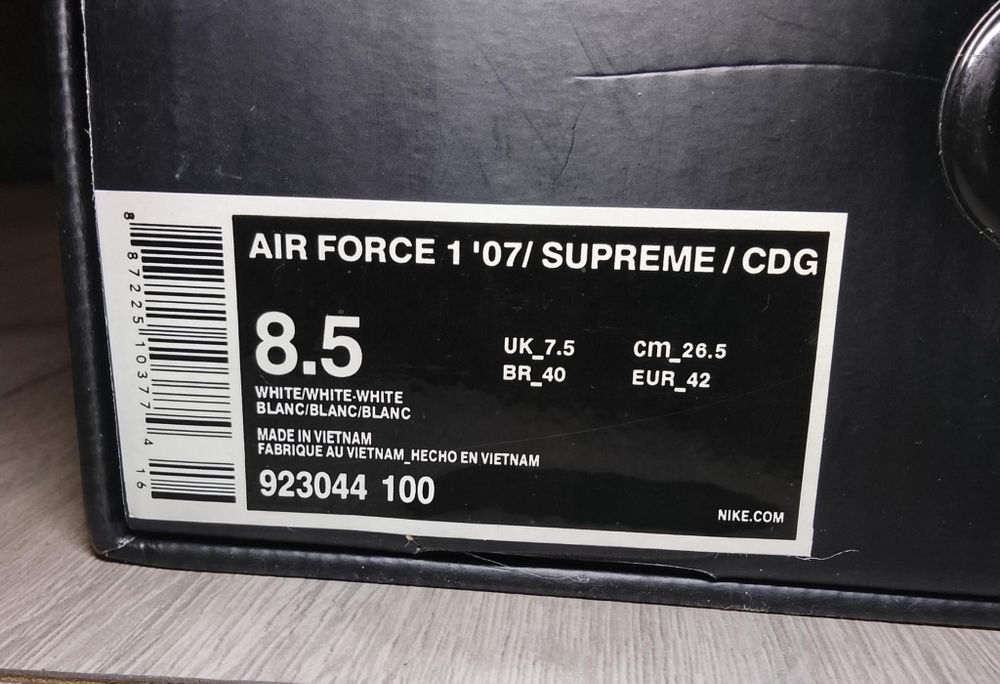 AIR FORCE 1 '07/ SUPREME / CDG
8.5
UK_7.5
cm_26.5
BR_40
EUR_42
WHITE/WHITE-WHITE
BLANC/BLANC/BLANC
MADE IN VIETNAM
FABRIQUE AU VIETNAM_HECHO EN VIETNAM
923044 100
NIKE.COM
8 87225 10377 4 16